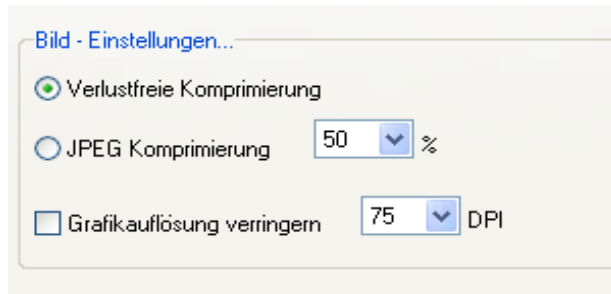 Bild - Einstellungen...
Verlustfreie Komprimierung
JPEG Komprimierung 50 %
Grafikauflösung verringern 75 DPI